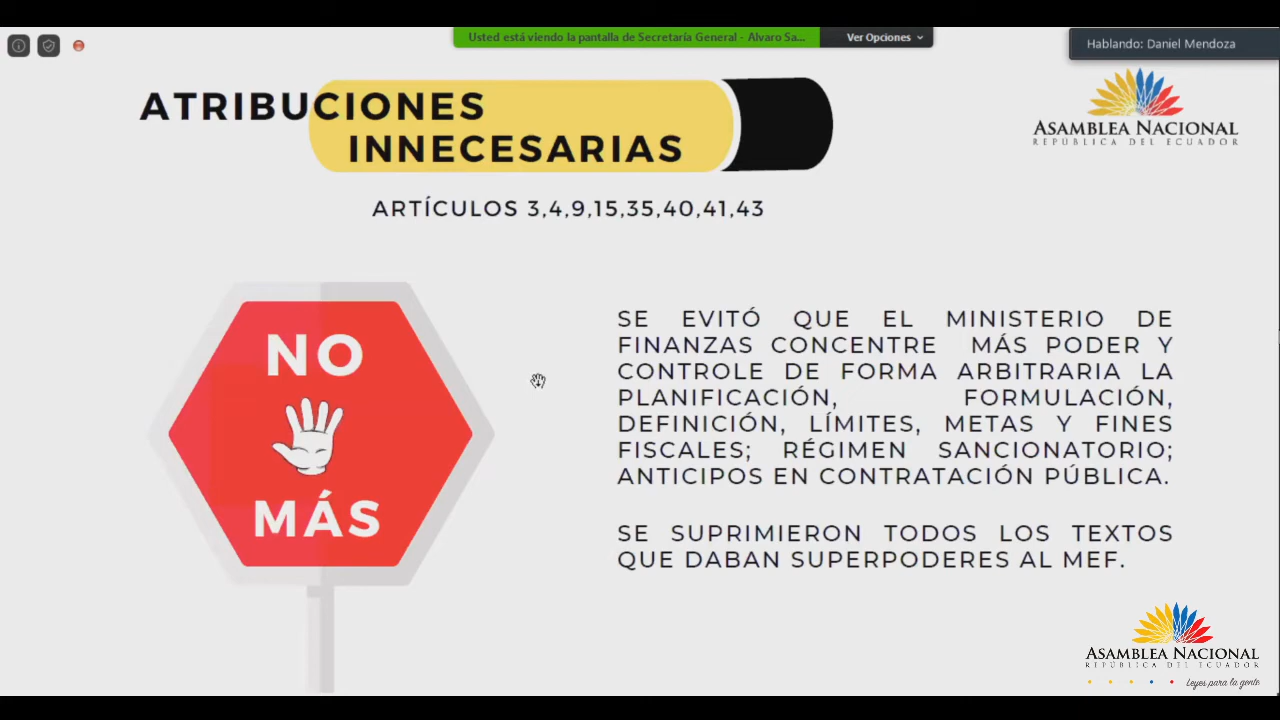 Usted está viendo la pantalla de Secretaría General - Alvaro Sa...
Ver Opciones
Hablando: Daniel Mendoza
ATRIBUCIONES
INNECESARIAS
ASAMBLEA NACIONAL
REPÚBLICA DEL ECUADOR
ARTÍCULOS 3,4,9,15,35,40,41,43
NO
MÁS
SE EVITÓ QUE EL MINISTERIO DE
FINANZAS CONCENTRE MÁS PODER Y
CONTROLE DE FORMA ARBITRARIA LA
PLANIFICACIÓN, FORMULACIÓN,
DEFINICIÓN, LÍMITES, METAS Y FINES
FISCALES; RÉGIMEN SANCIONATORIO;
ANTICIPOS EN CONTRATACIÓN PÚBLICA.
SE SUPRIMIERON TODOS LOS TEXTOS
QUE DABAN SUPERPODERES AL MEF.
ASAMBLEA NACIONAL
REPÚBLICA DEL ECUADOR
Leyes para la gente